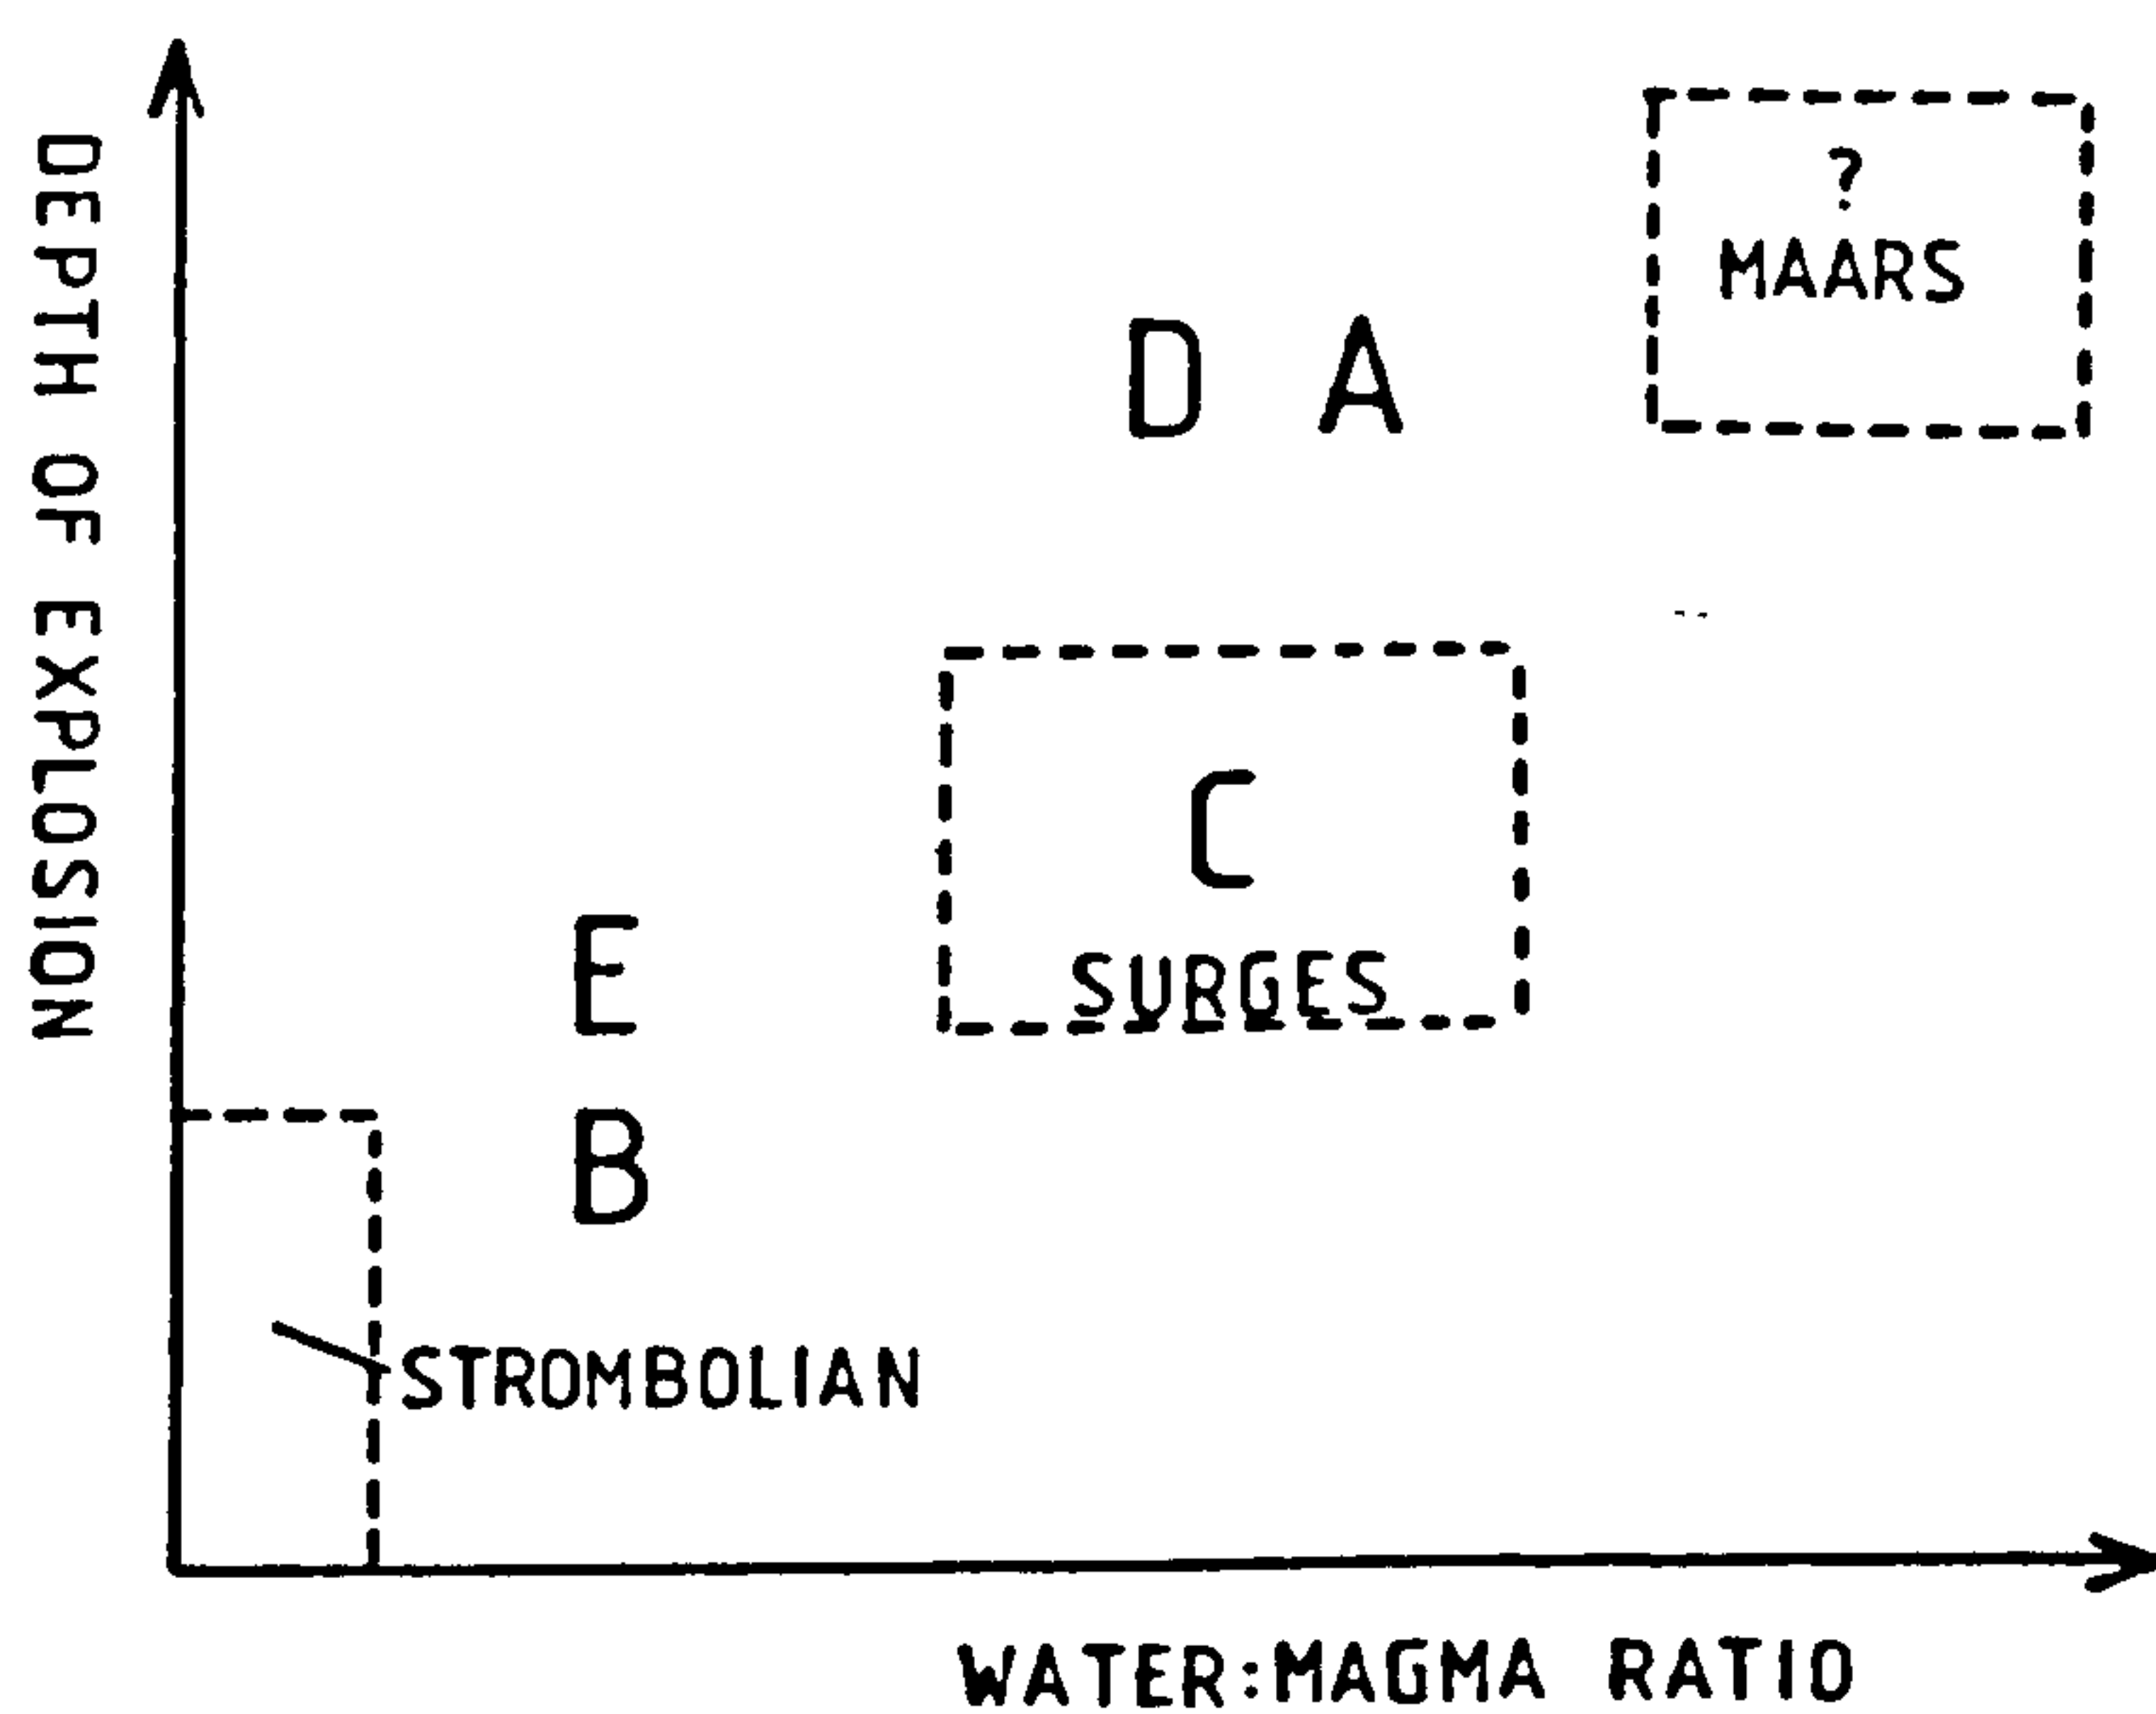 DEPTH OF EXPLOSION
?
MAARS
D A
C
SURGES
E
B
STROMBOLIAN
WATER:MAGMA RATIO